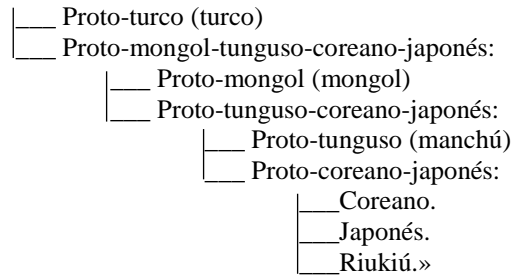 Proto-turco (turco)
Proto-mongol-tunguso-coreano-japonés:
Proto-mongol (mongol)
Proto-tunguso-coreano-japonés:
Proto-tunguso (manchú)
Proto-coreano-japonés:
Coreano.
Japonés.
Riukiú.»